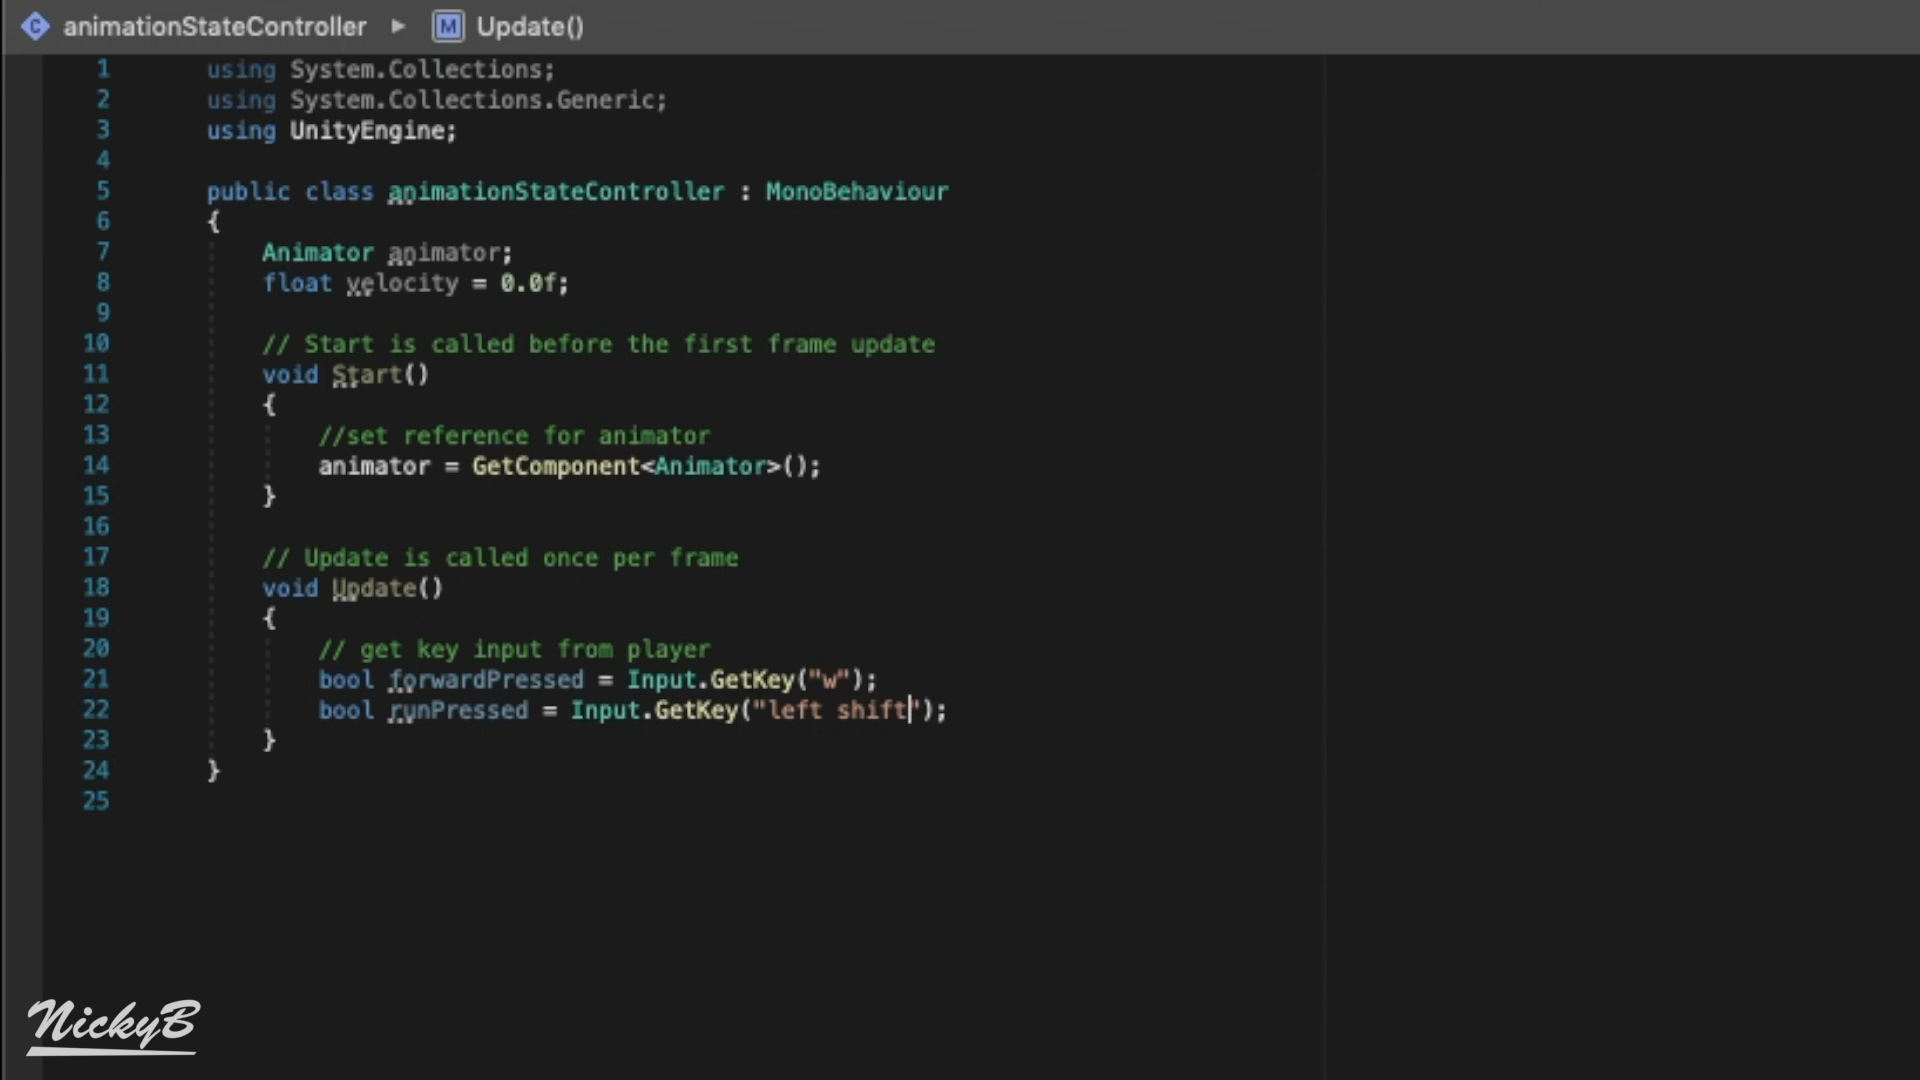 animationStateController ▶ M Update()
1 using System.Collections;
2 using System.Collections.Generic;
3 using UnityEngine;
4
5 public class animationStateController : MonoBehaviour
6 {
7 Animator animator;
8 float velocity = 0.0f;
9
10 // Start is called before the first frame update
11 void Start()
12 {
13 //set reference for animator
14 animator = GetComponent<Animator>();
15 }
16
17 // Update is called once per frame
18 void Update()
19 {
20 // get key input from player
21 bool forwardPressed = Input.GetKey("w");
22 bool runPressed = Input.GetKey("left shift");
23 }
24 }
25
NickyB